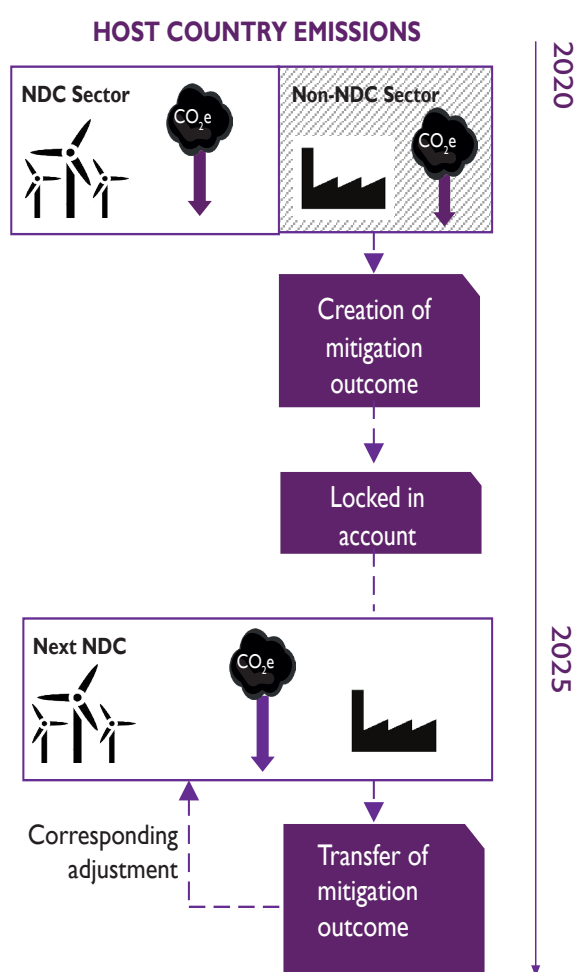 HOST COUNTRY EMISSIONS
2020
NDC Sector
CO₂e
Non-NDC Sector
CO₂e
Creation of
mitigation
outcome
Locked in
account
2025
Next NDC
CO₂e
Corresponding
adjustment
Transfer of
mitigation
outcome